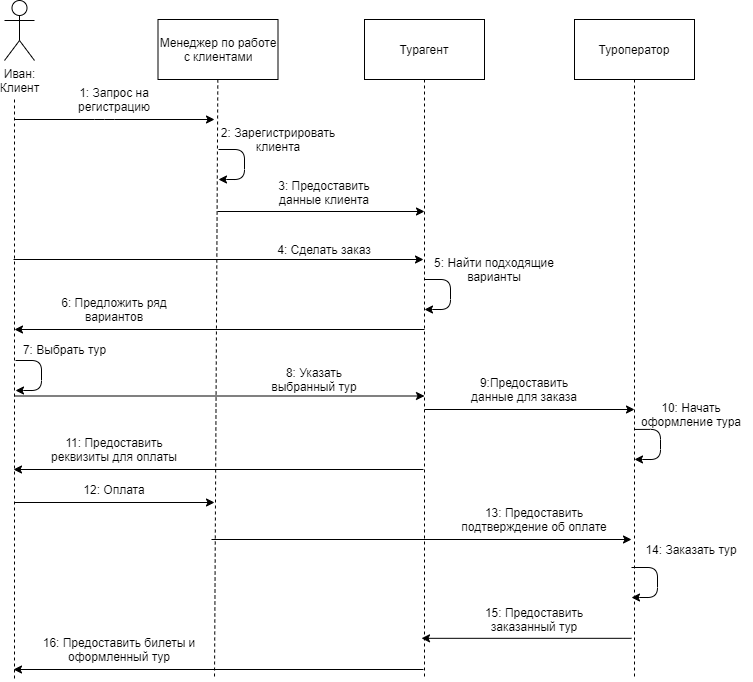 Иван:
Клиент
Менеджер по работе
с клиентами
Турагент
Туроператор
1: Запрос на
регистрацию
2: Зарегистрировать
клиента
3: Предоставить
данные клиента
4: Сделать заказ
5: Найти подходящие
варианты
6: Предложить ряд
вариантов
7: Выбрать тур
8: Указать
выбранный тур
9:Предоставить
данные для заказа
10: Начать
оформление тура
11: Предоставить
реквизиты для оплаты
12: Оплата
13: Предоставить
подтверждение об оплате
14: Заказать тур
15: Предоставить
заказанный тур
16: Предоставить билеты и
оформленный тур